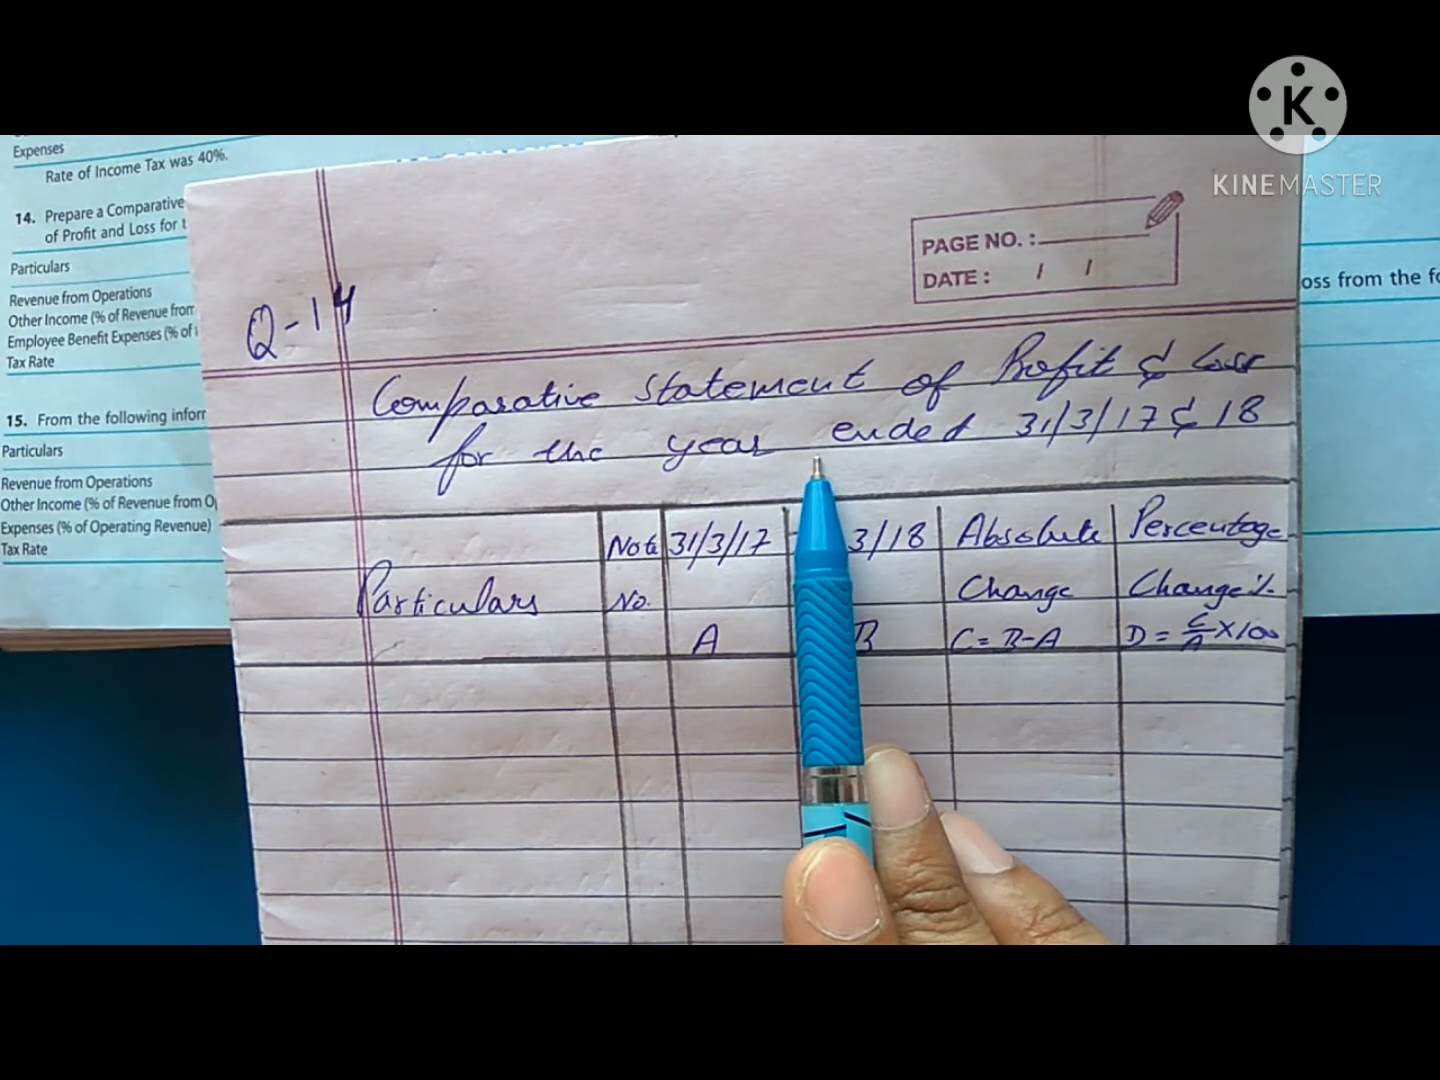 KINEMASTER
Expenses
Rate of Income Tax was 40%.
14. Prepare a Comparative
of Profit and Loss for
Particulars
Revenue from Operations
Other Income (% of Revenue from
Employee Benefit Expenses (% of
Tax Rate
15. From the following infor
Particulars
Revenue from Operations
Other Income (% of Revenue from O
Expenses (% of Operating Revenue)
Tax Rate
oss from the fo
PAGE NO. :
DATE : / /
Q-14
Comparative Statement of Profit & Loss
for the year ended 31/3/17 & 18
Particulars
Note No.
31/3/17
A
3/18
B
Absolute Change
C = B-A
Percentage Change %
D = C/A X100